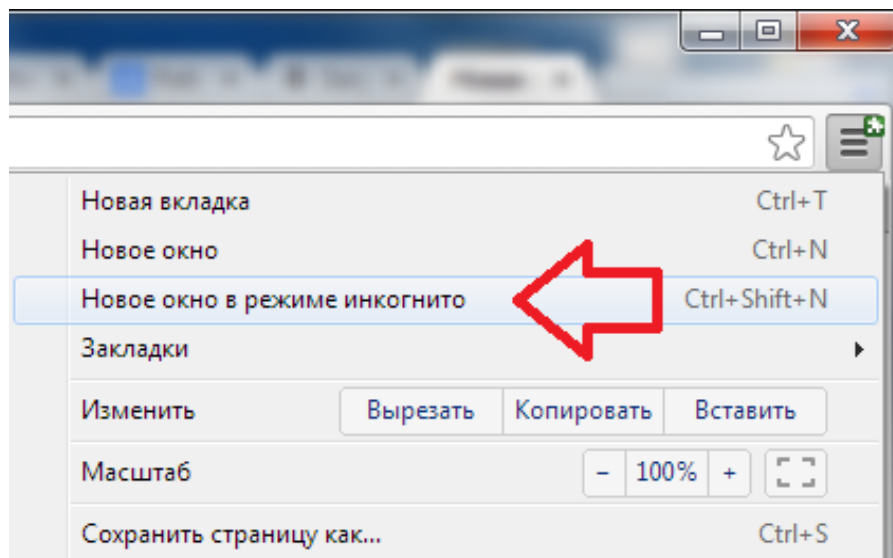 Новая вкладка Ctrl+T
Новое окно Ctrl+N
Новое окно в режиме инкогнито Ctrl+Shift+N
Закладки
Изменить Вырезать Копировать Вставить
Масштаб - 100% +
Сохранить страницу как... Ctrl+S